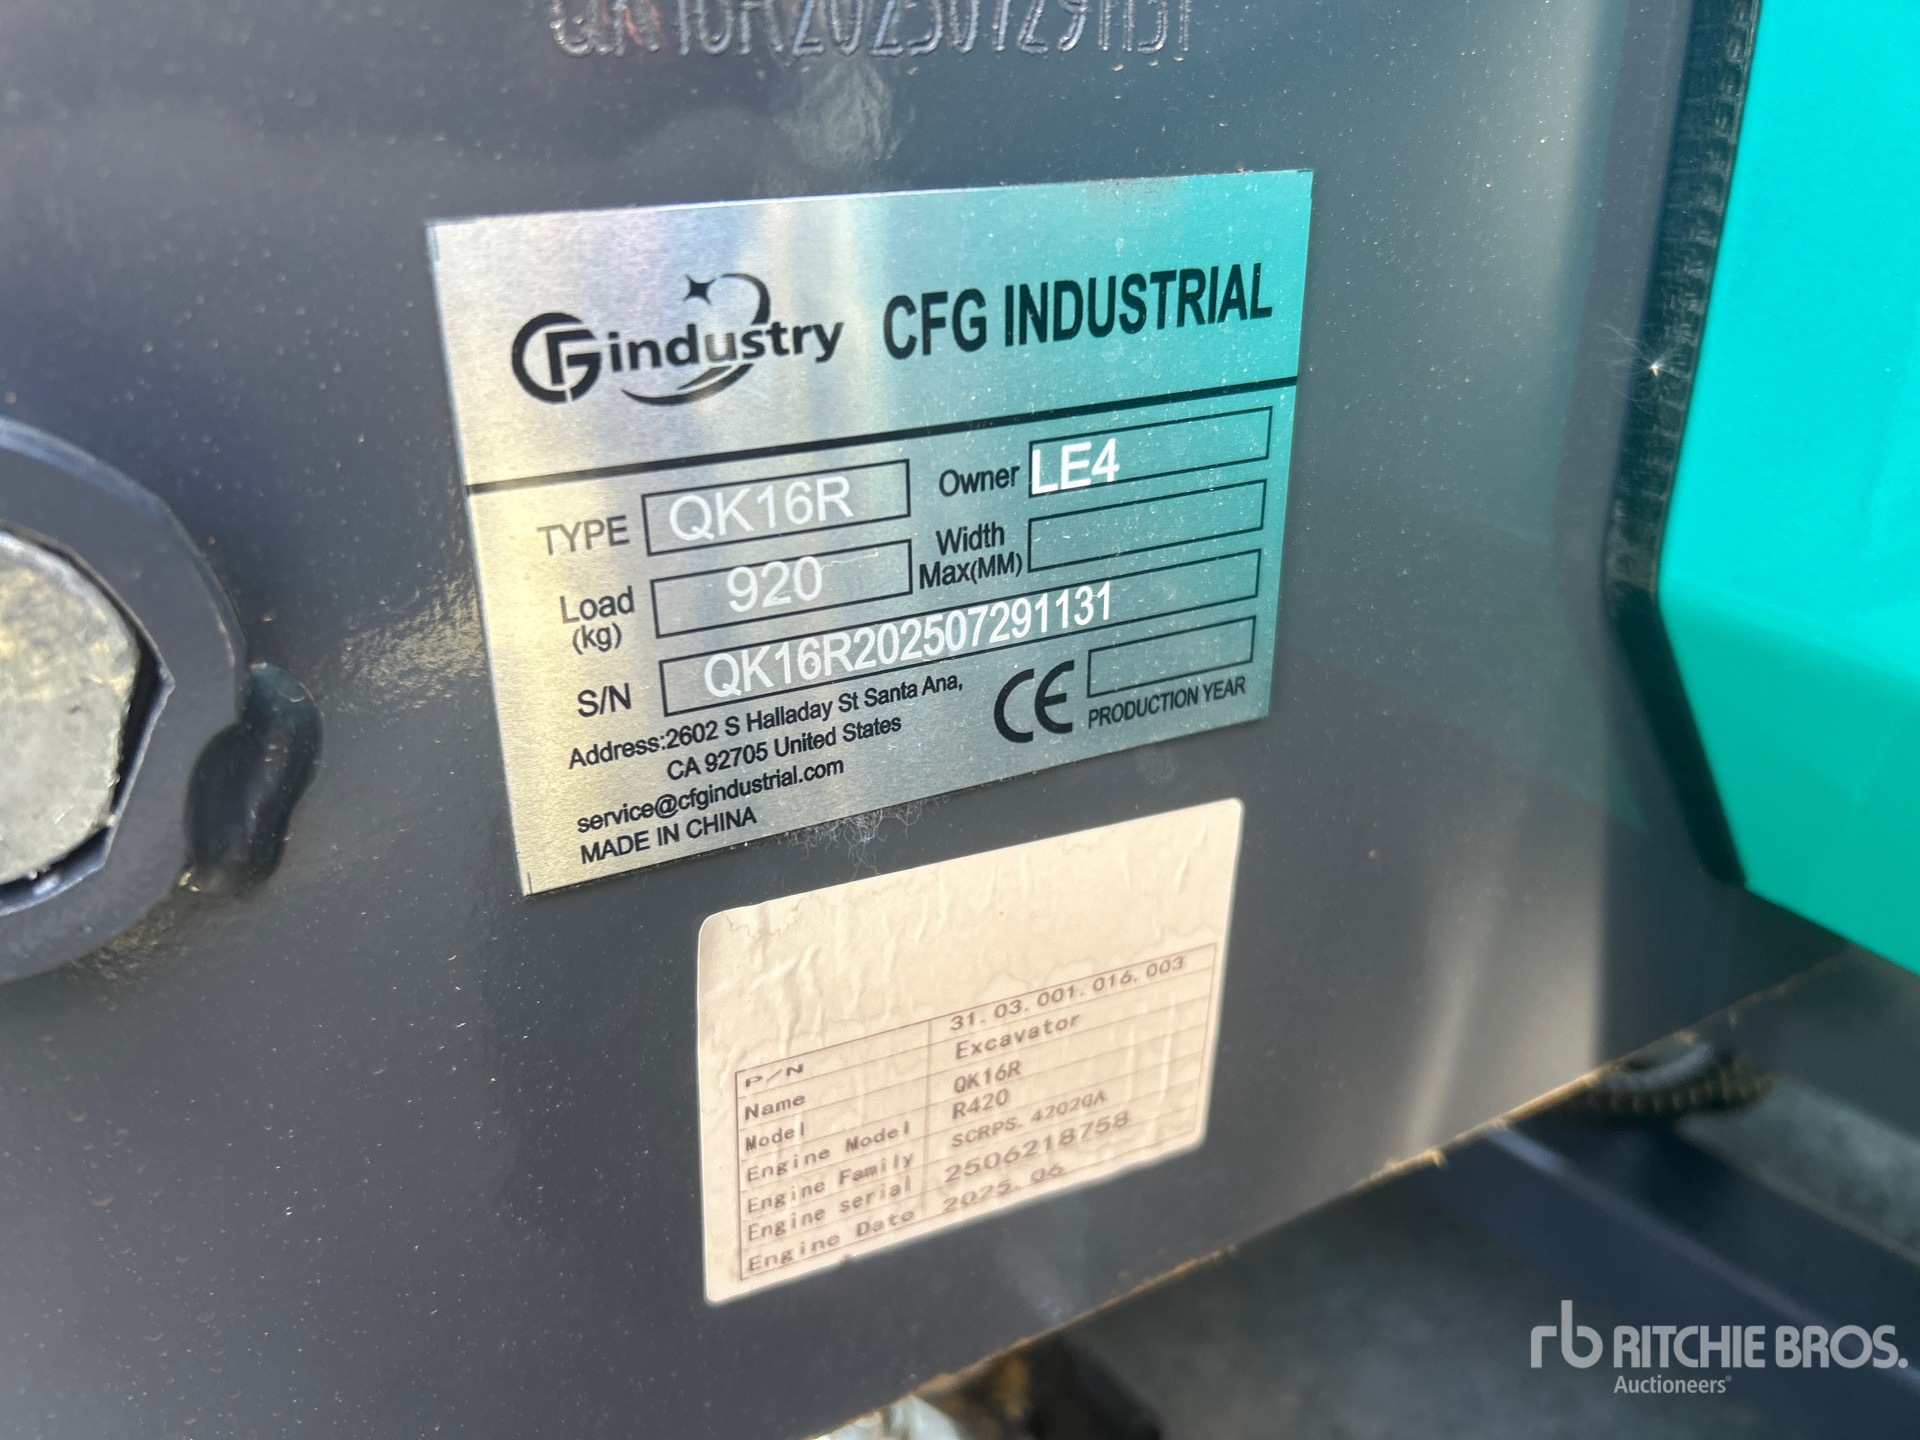 QK16R202507291131
CFG industry CFG INDUSTRIAL
TYPE QK16R Owner LE4
Load (kg) 920 Width Max(MM)
S/N QK16R202507291131
Address:2602 S Halladay St Santa Ana,
CA 92705 United States
service@cfgindustrial.com
MADE IN CHINA
CE PRODUCTION YEAR
P/N 31.03.001.016.003
Name Excavator
Model QK16R
Engine Model R420
Engine Family SCRPS.4202GA
Engine serial 2506218758
Engine Date 2025.06
rb RITCHIE BROS.
Auctioneers